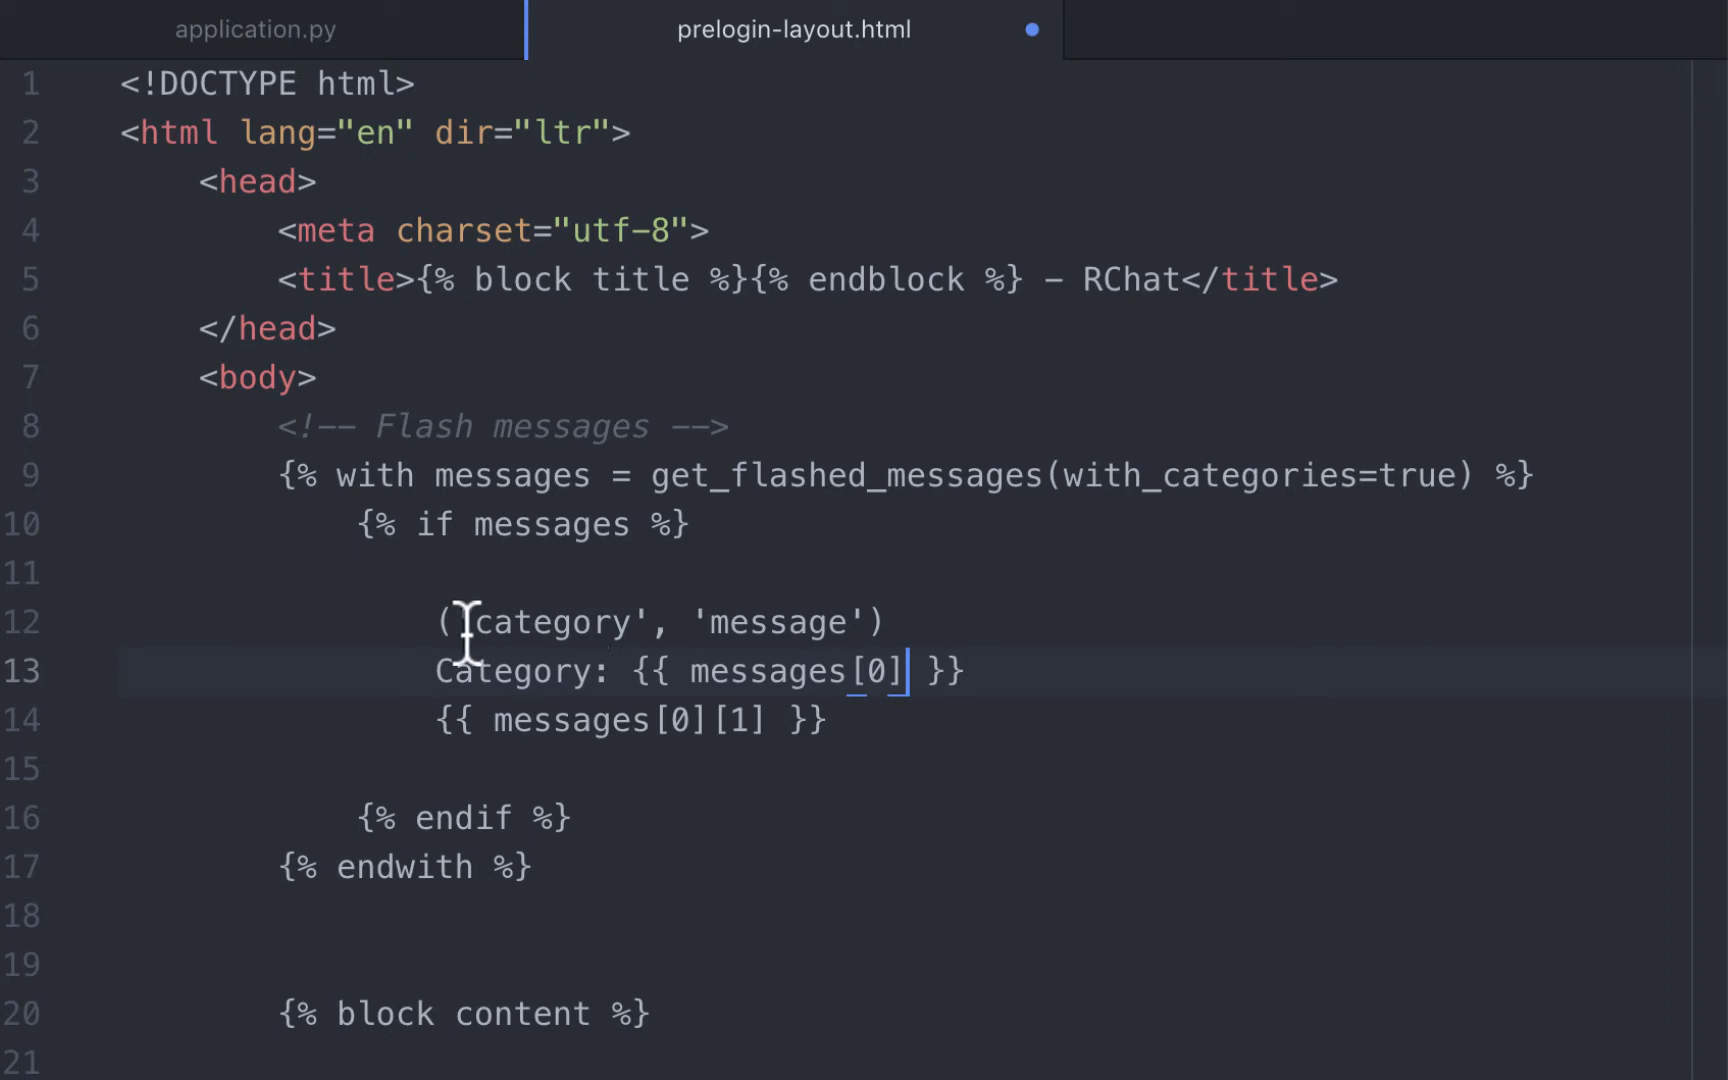 application.py
prelogin-layout.html
1 <!DOCTYPE html>
2 <html lang="en" dir="ltr">
3 <head>
4 <meta charset="utf-8">
5 <title>{% block title %}{% endblock %} - RChat</title>
6 </head>
7 <body>
8 <!-- Flash messages -->
9 {% with messages = get_flashed_messages(with_categories=true) %}
10 {% if messages %}
11
12 ('category', 'message')
13 Category: {{ messages[0] }}
14 {{ messages[0][1] }}
15
16 {% endif %}
17 {% endwith %}
18
19
20 {% block content %}
21